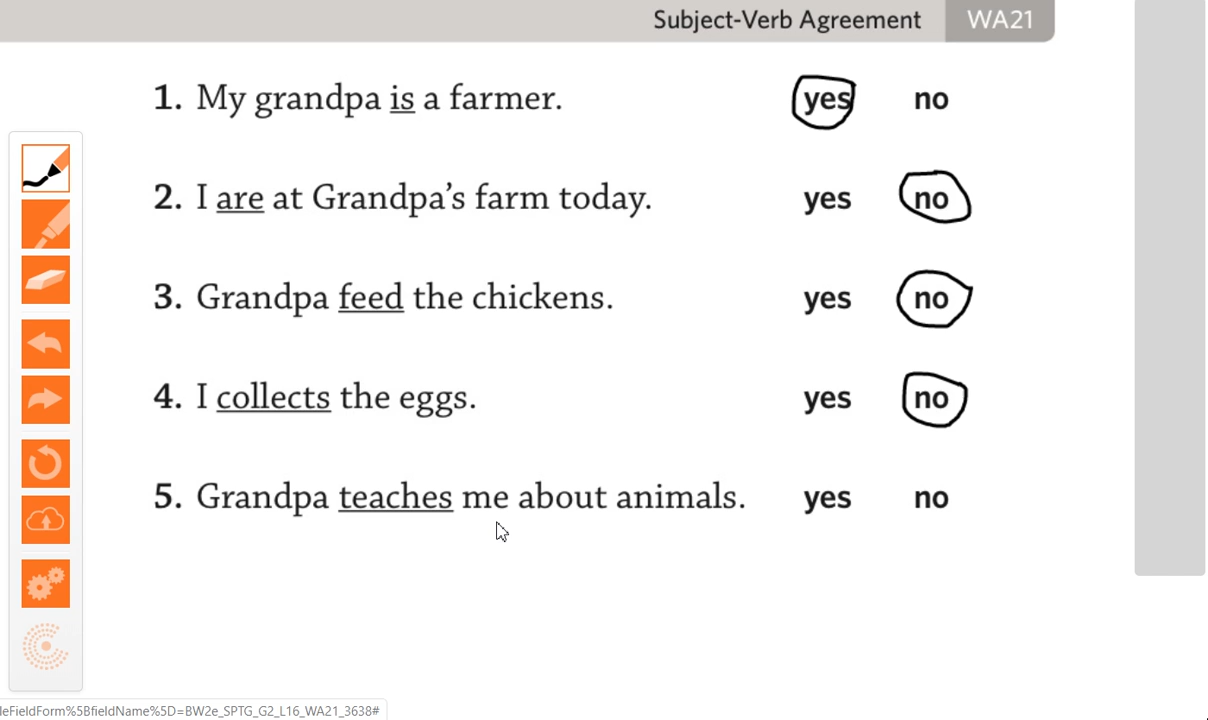 Subject-Verb Agreement WA21
1. My grandpa is a farmer. yes no
2. I are at Grandpa's farm today. yes no
3. Grandpa feed the chickens. yes no
4. I collects the eggs. yes no
5. Grandpa teaches me about animals. yes no
leFieldForm%5BfieldName%5D=BW2e_SPTG_G2_L16_WA21_3638#